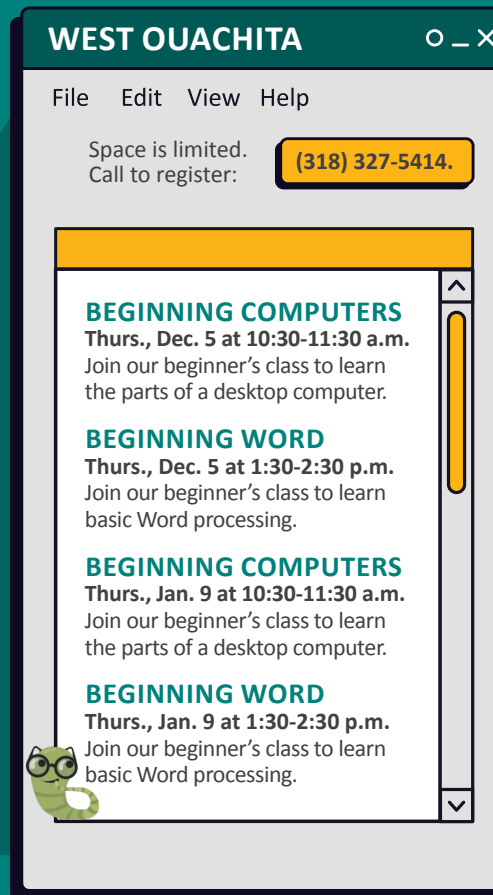 WEST OUACHITA
File Edit View Help
Space is limited.
Call to register:
(318) 327-5414.
BEGINNING COMPUTERS
Thurs., Dec. 5 at 10:30-11:30 a.m.
Join our beginner's class to learn
the parts of a desktop computer.
BEGINNING WORD
Thurs., Dec. 5 at 1:30-2:30 p.m.
Join our beginner's class to learn
basic Word processing.
BEGINNING COMPUTERS
Thurs., Jan. 9 at 10:30-11:30 a.m.
Join our beginner's class to learn
the parts of a desktop computer.
BEGINNING WORD
Thurs., Jan. 9 at 1:30-2:30 p.m.
Join our beginner's class to learn
basic Word processing.